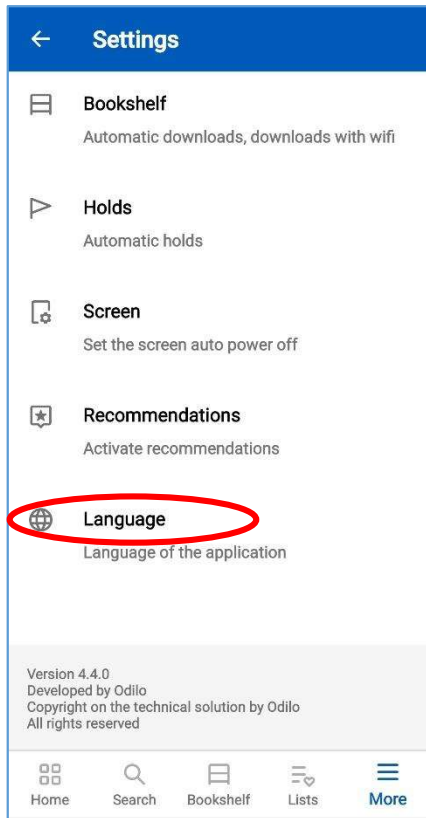 Settings
Bookshelf
Automatic downloads, downloads with wifi
Holds
Automatic holds
Screen
Set the screen auto power off
Recommendations
Activate recommendations
Language
Language of the application
Version 4.4.0
Developed by Odilo
Copyright on the technical solution by Odilo
All rights reserved
Home Search Bookshelf Lists More